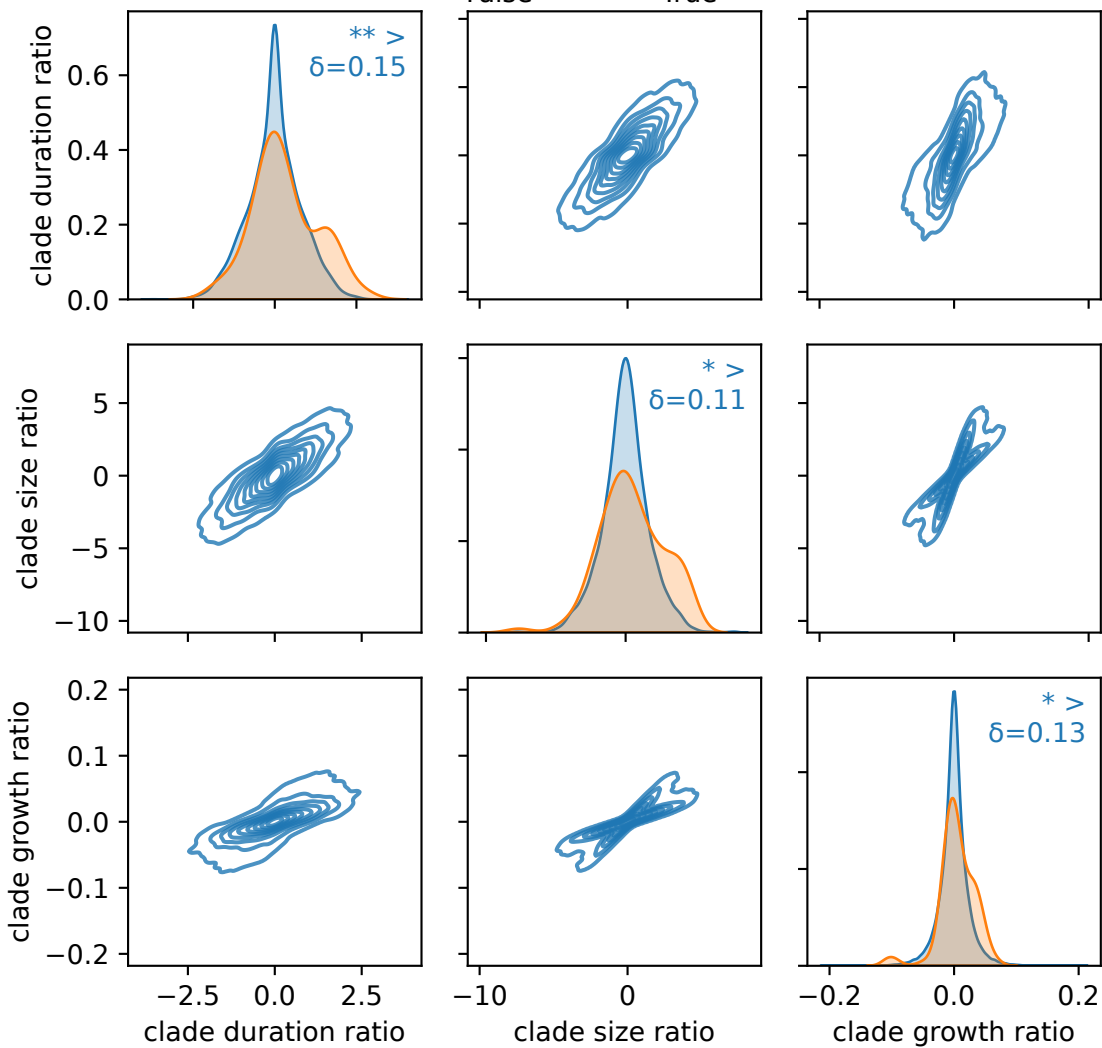 clade duration ratio
0.6
0.4
0.2
0.0
** >
δ=0.15
clade size ratio
5
0
−5
−10
* >
δ=0.11
clade growth ratio
0.2
0.1
0.0
−0.1
−0.2
* >
δ=0.13
−2.5 0.0 2.5
−10 0
−0.2 0.0 0.2
clade duration ratio
clade size ratio
clade growth ratio